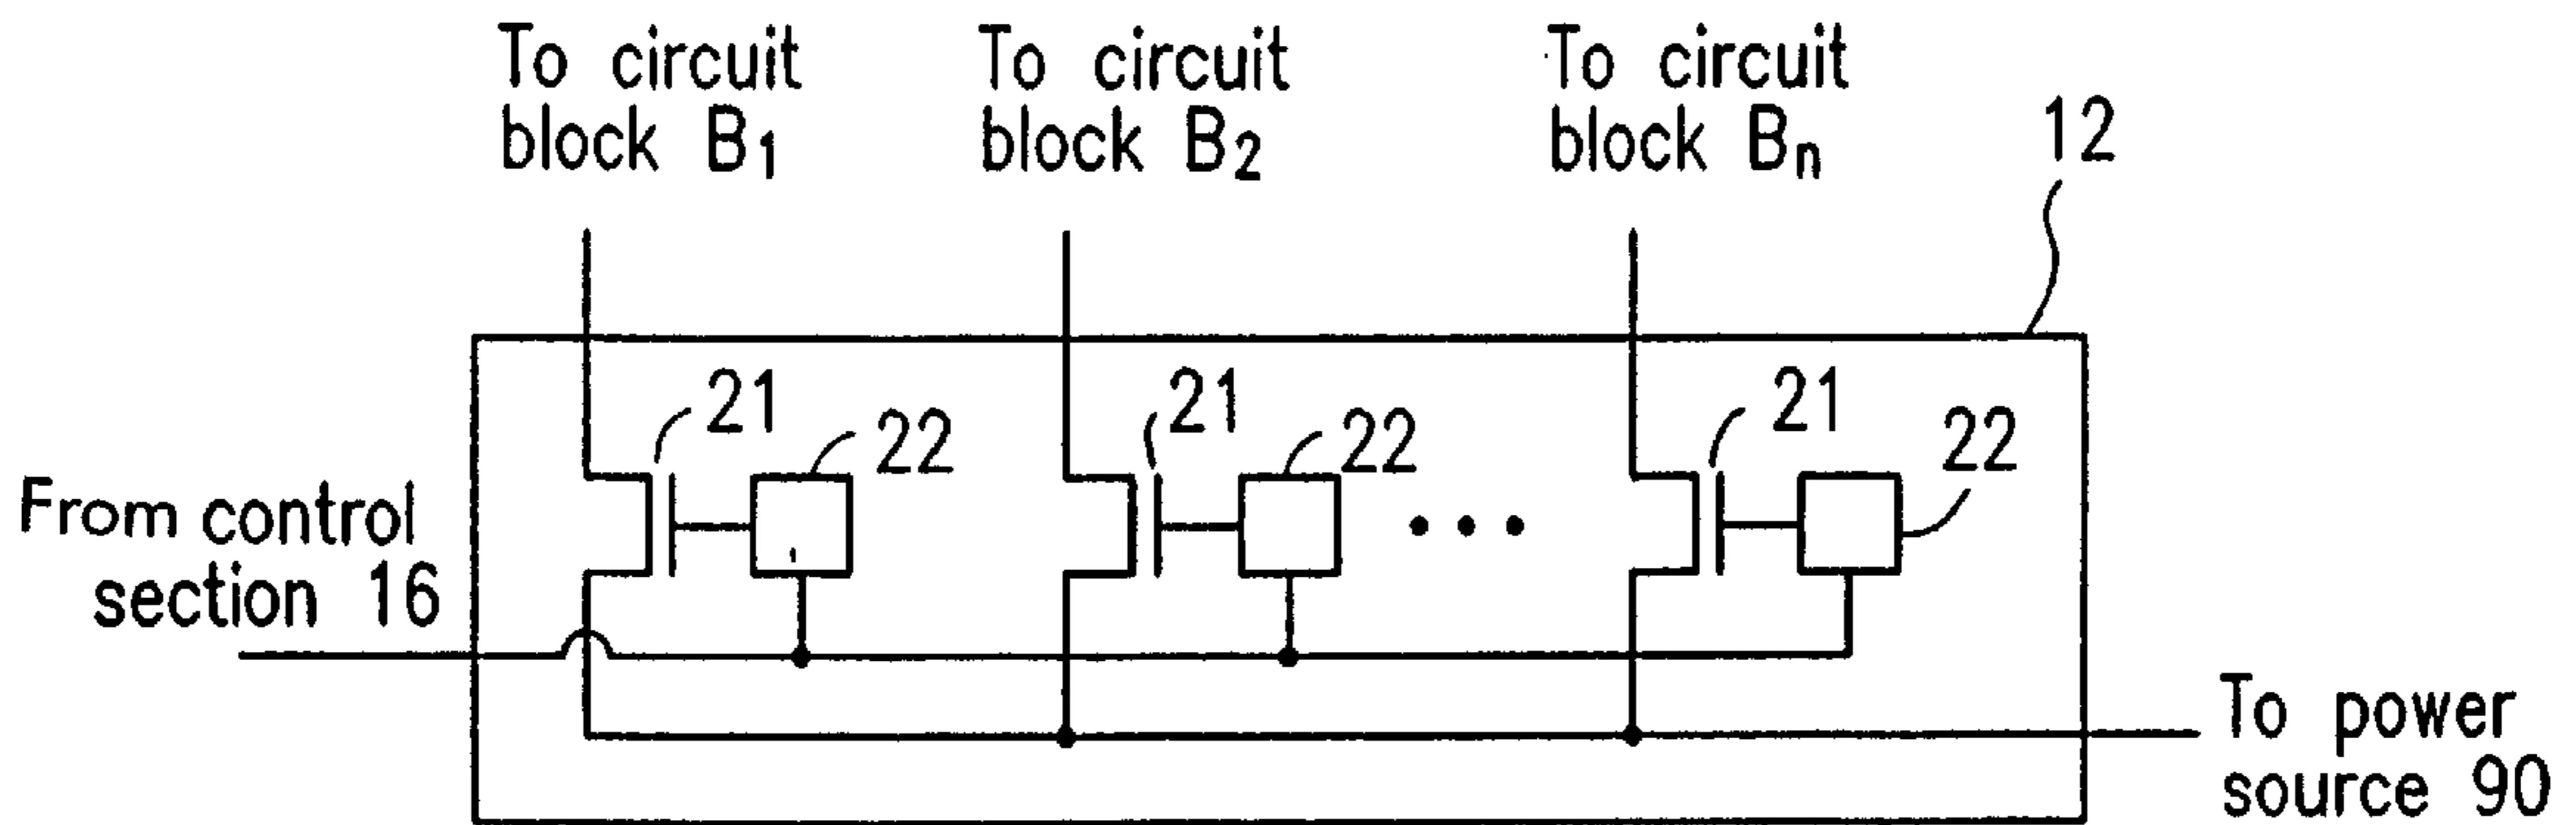 To circuit
block B1
To circuit
block B2
To circuit
block Bn
12
21
22
21
22
21
22
From control
section 16
To power
source 90